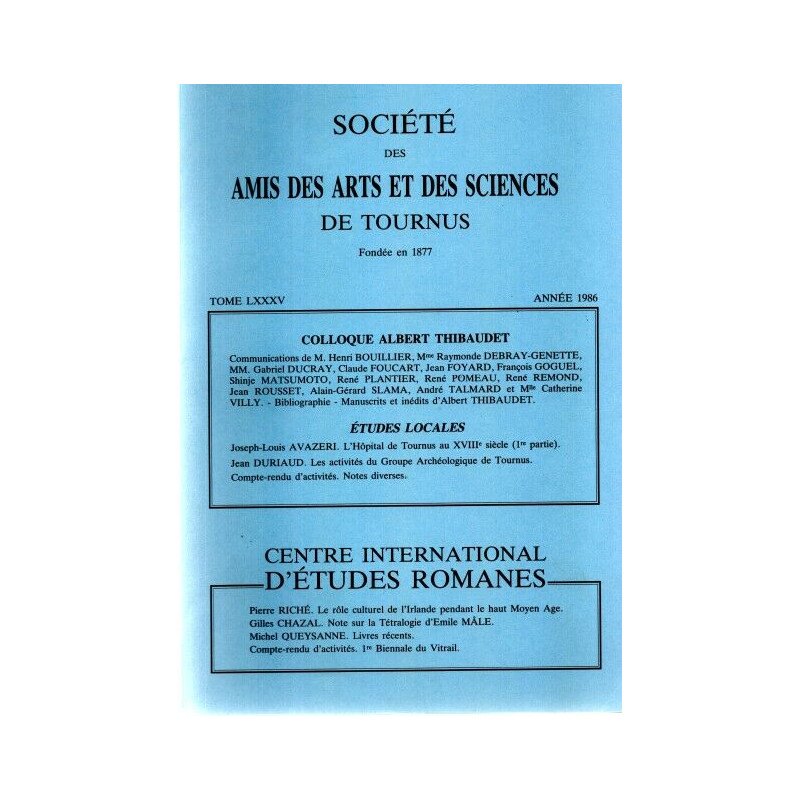 SOCIÉTÉ
DES
AMIS DES ARTS ET DES SCIENCES
DE TOURNUS
Fondée en 1877
TOME LXXXV ANNÉE 1986
COLLOQUE ALBERT THIBAUDET
Communications de M. Henri BOUILLIER, Mme Raymonde DEBRAY-GENETTE,
MM. Gabriel DUCRAY, Claude FOUCART, Jean FOYARD, François GOGUEL,
Shinje MATSUMOTO, René PLANTIER, René POMEAU, René REMOND,
Jean ROUSSET, Alain-Gérard SLAMA, André TALMARD et Mlle Catherine
VILLY. - Bibliographie - Manuscrits et inédits d'Albert THIBAUDET.
ÉTUDES LOCALES
Joseph-Louis AVAZERI. L'Hôpital de Tournus au XVIIIe siècle (1re partie).
Jean DURIAUD. Les activités du Groupe Archéologique de Tournus.
Compte-rendu d'activités. Notes diverses.
CENTRE INTERNATIONAL
D'ÉTUDES ROMANES
Pierre RICHÉ. Le rôle culturel de l'Irlande pendant le haut Moyen Age.
Gilles CHAZAL. Note sur la Tétralogie d'Emile MÂLE.
Michel QUEYSANNE. Livres récents.
Compte-rendu d'activités. 1re Biennale du Vitrail.